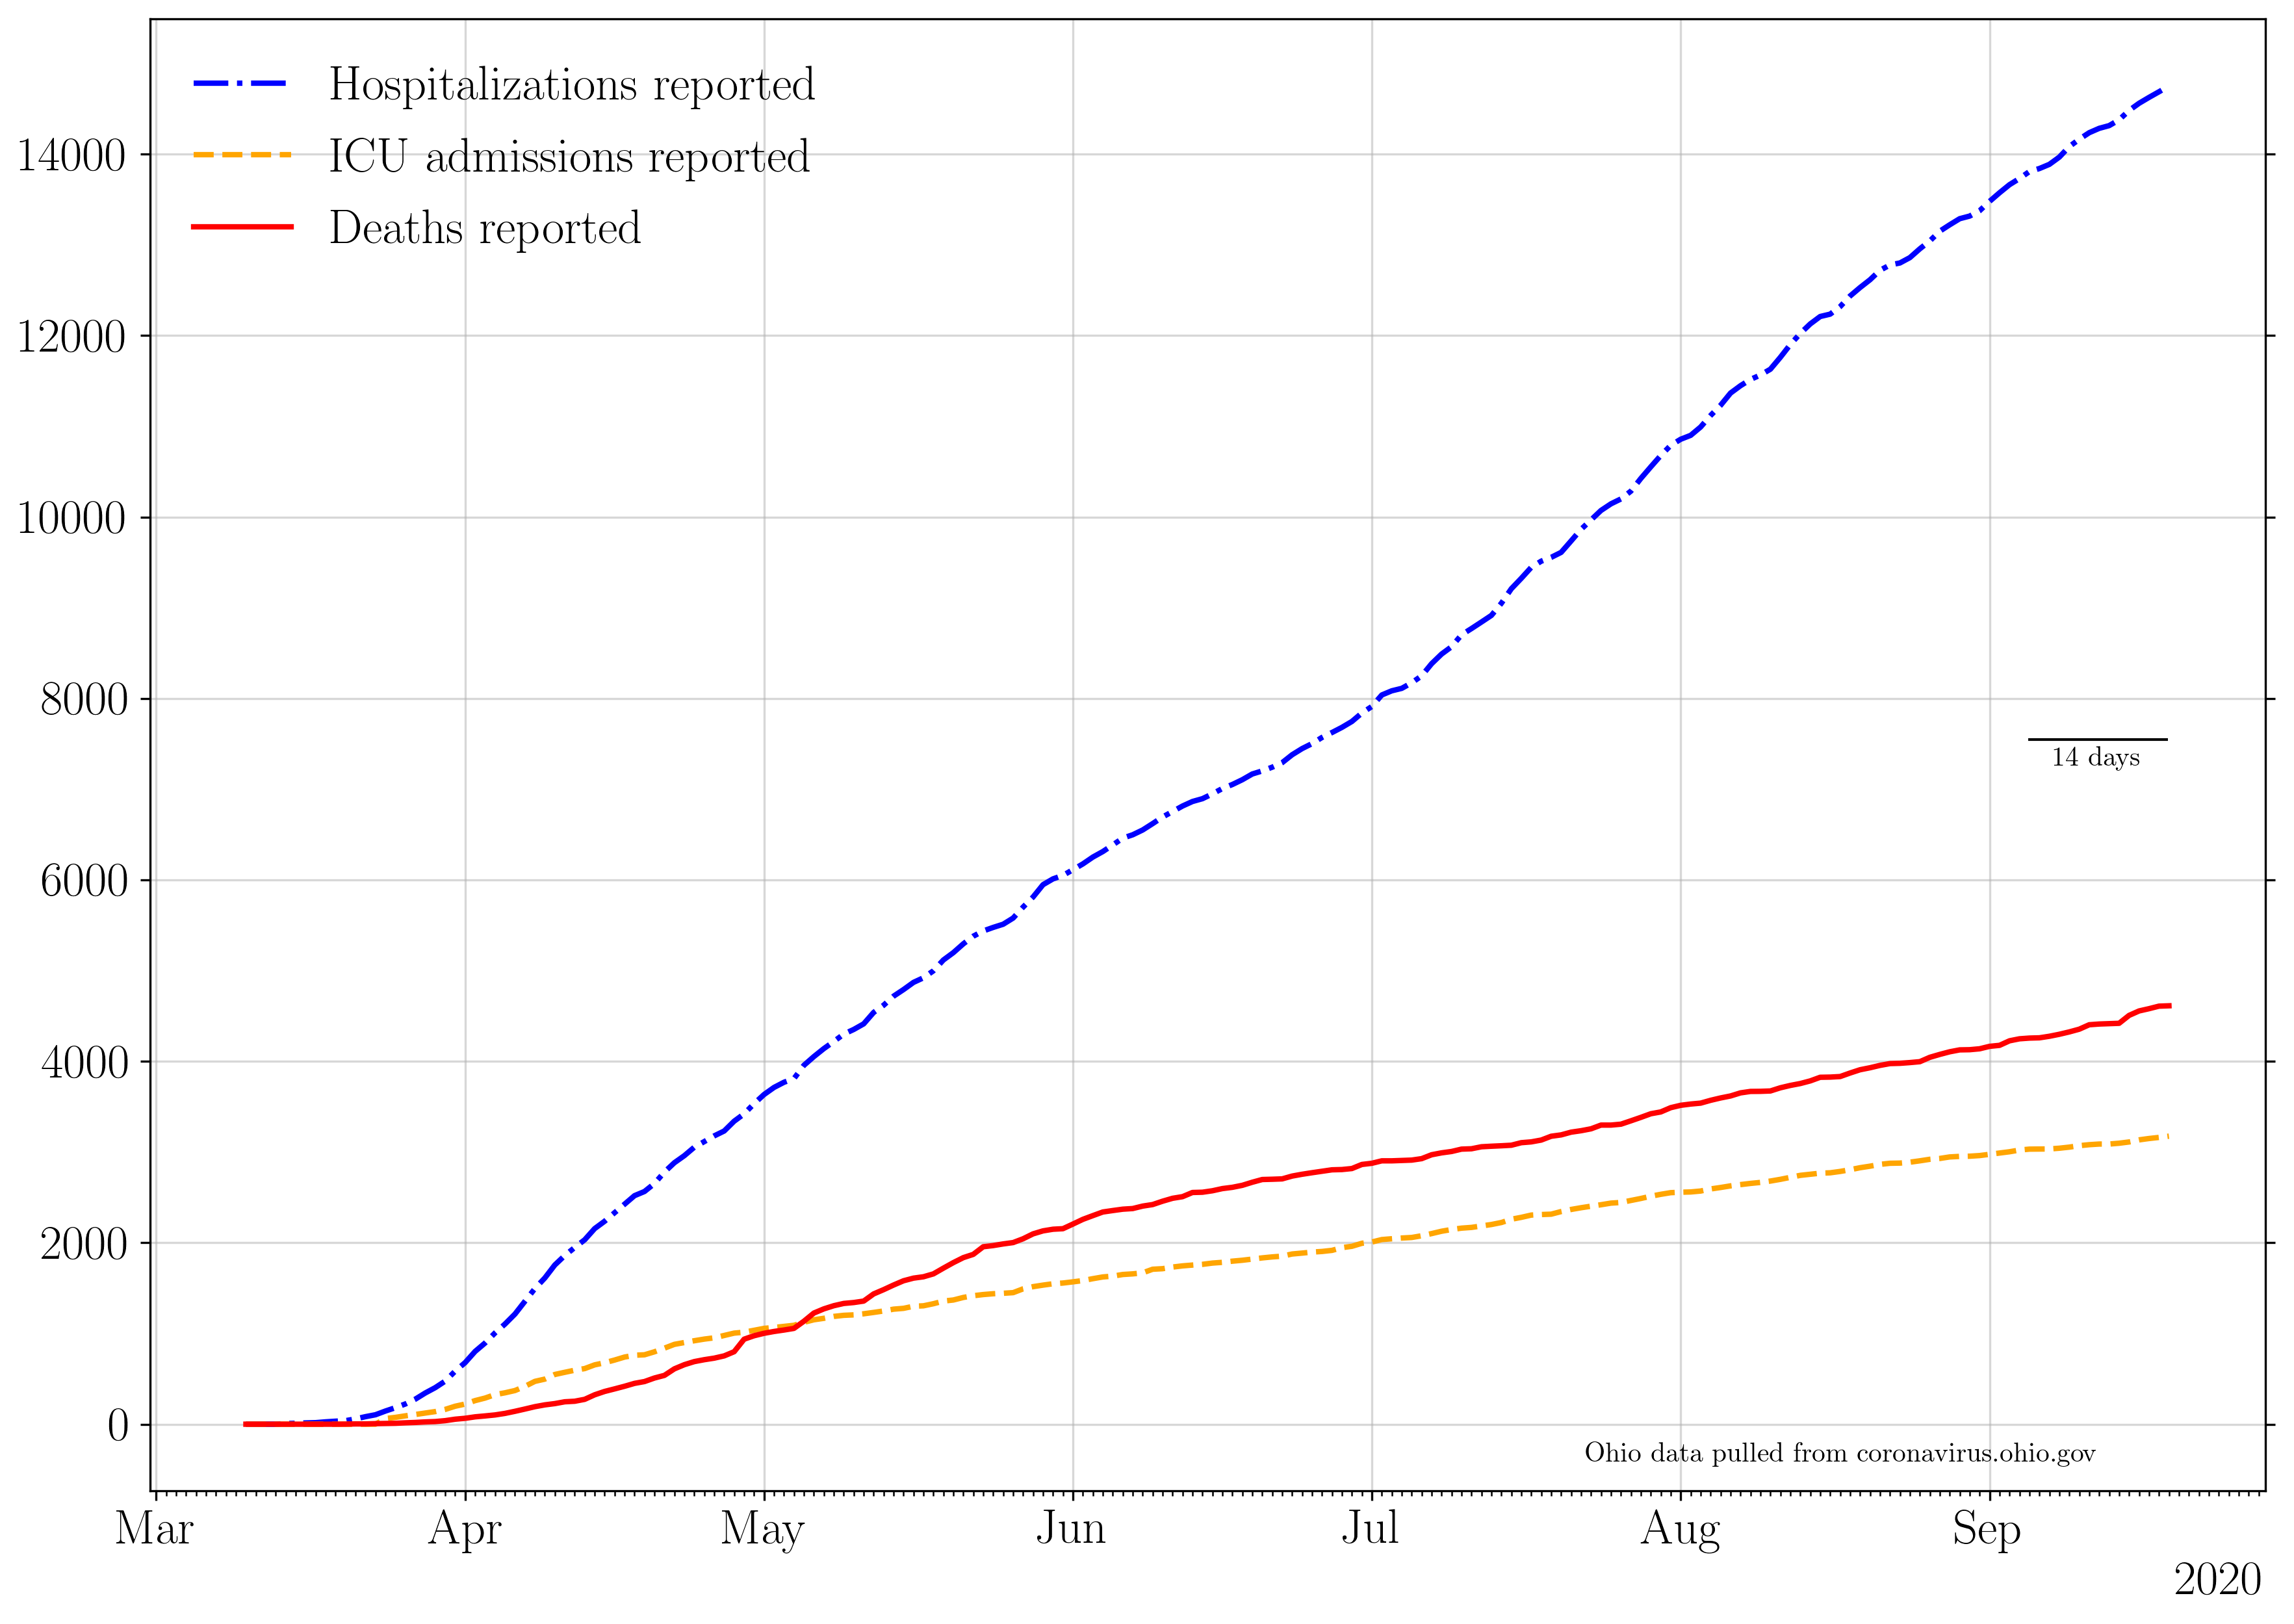 Hospitalizations reported
ICU admissions reported
Deaths reported
14000
12000
10000
8000
6000
4000
2000
0
14 days
Ohio data pulled from coronavirus.ohio.gov
Mar Apr May Jun Jul Aug Sep
2020